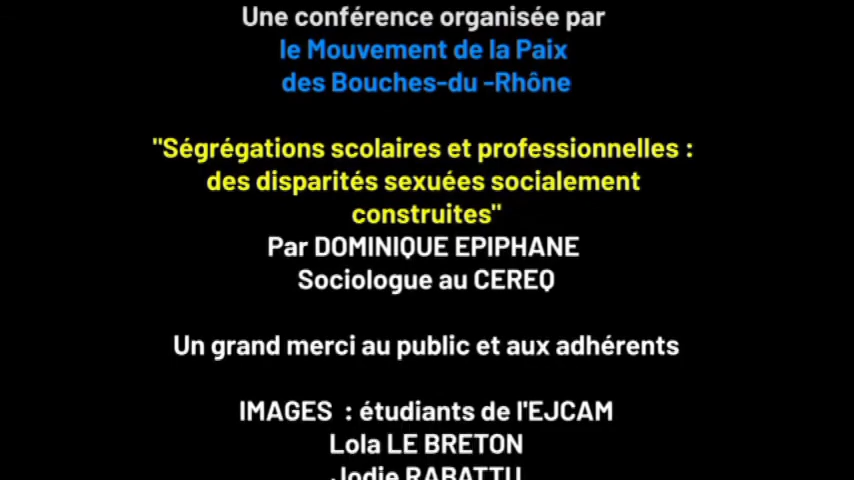 Une conférence organisée par
le Mouvement de la Paix
des Bouches-du -Rhône
"Ségrégations scolaires et professionnelles :
des disparités sexuées socialement
construites"
Par DOMINIQUE EPIPHANE
Sociologue au CEREQ
Un grand merci au public et aux adhérents
IMAGES : étudiants de l'EJCAM
Lola LE BRETON
Jodie RABATTU